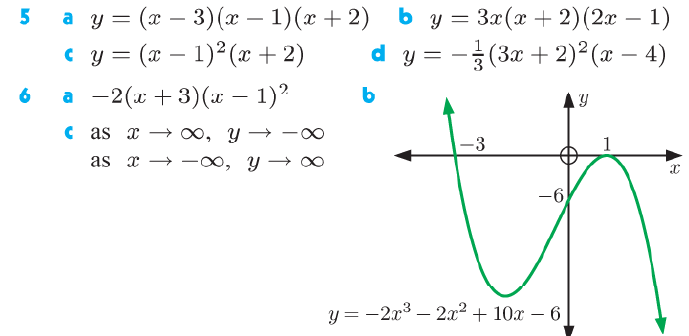 5 a y = (x − 3)(x − 1)(x + 2) b y = 3x(x + 2)(2x − 1)
c y = (x − 1)²(x + 2) d y = −⅓(3x + 2)²(x − 4)
6 a −2(x + 3)(x − 1)² b
c as x → ∞, y → −∞
as x → −∞, y → ∞
y
−3 1
x
−6
y = −2x³ − 2x² + 10x − 6